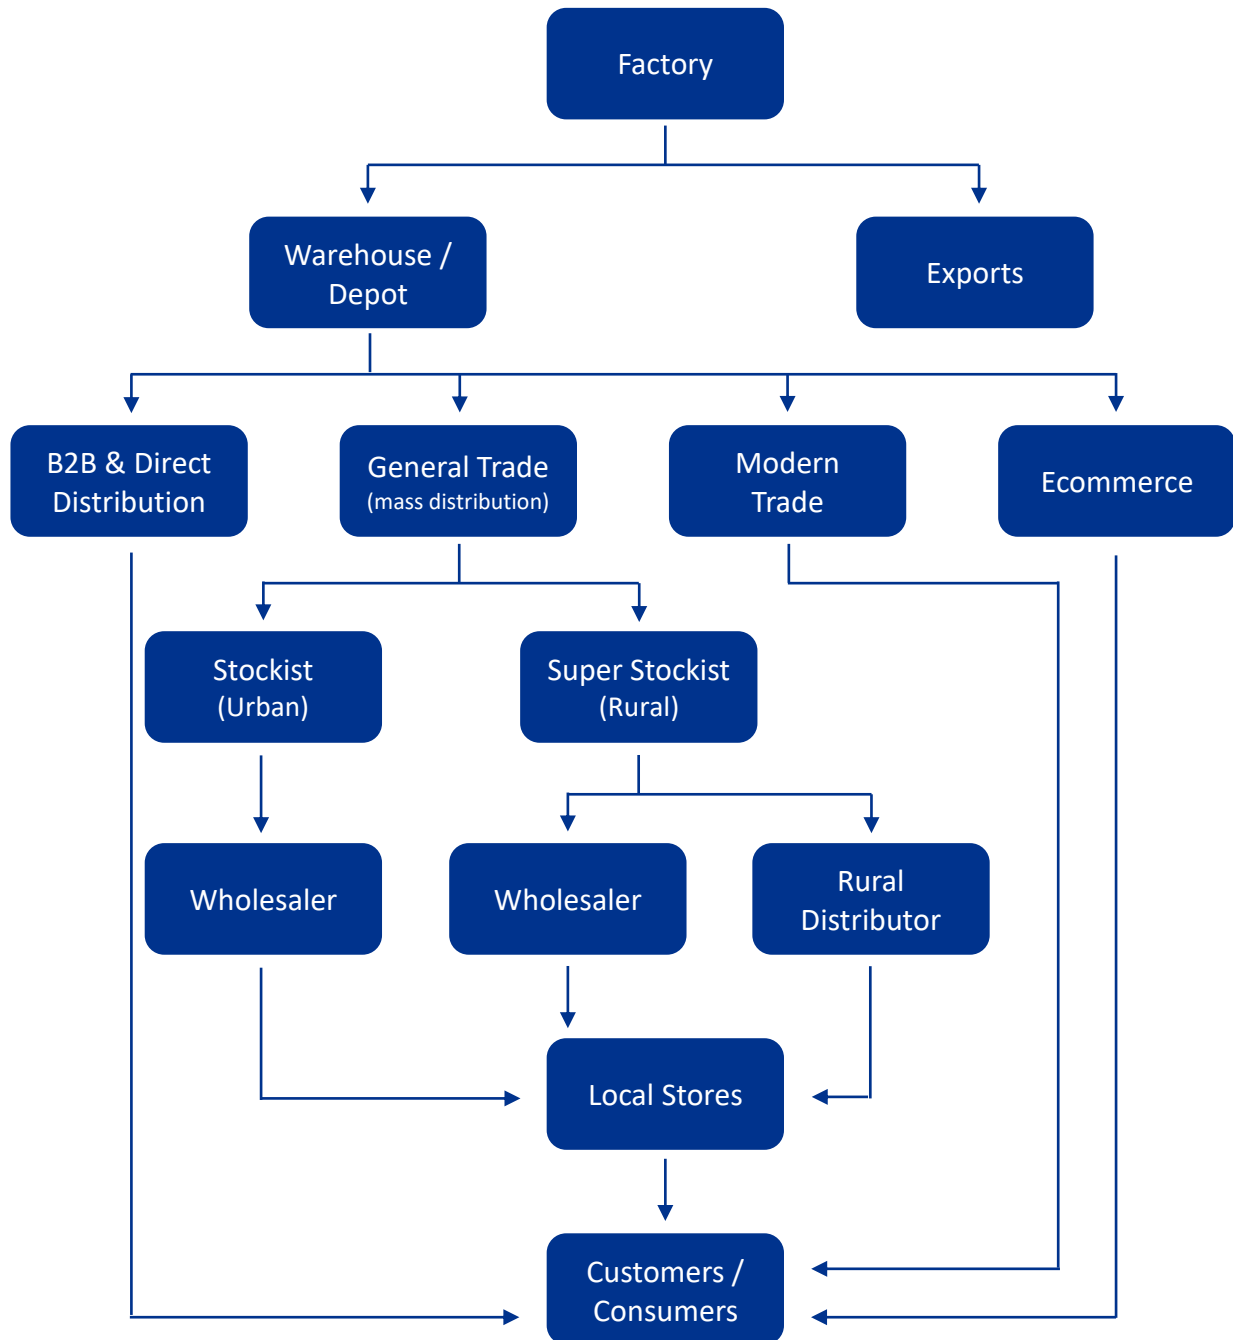 Factory
Warehouse /
Depot
Exports
B2B & Direct
Distribution
General Trade
(mass distribution)
Modern
Trade
Ecommerce
Stockist
(Urban)
Super Stockist
(Rural)
Wholesaler
Wholesaler
Rural
Distributor
Local Stores
Customers /
Consumers